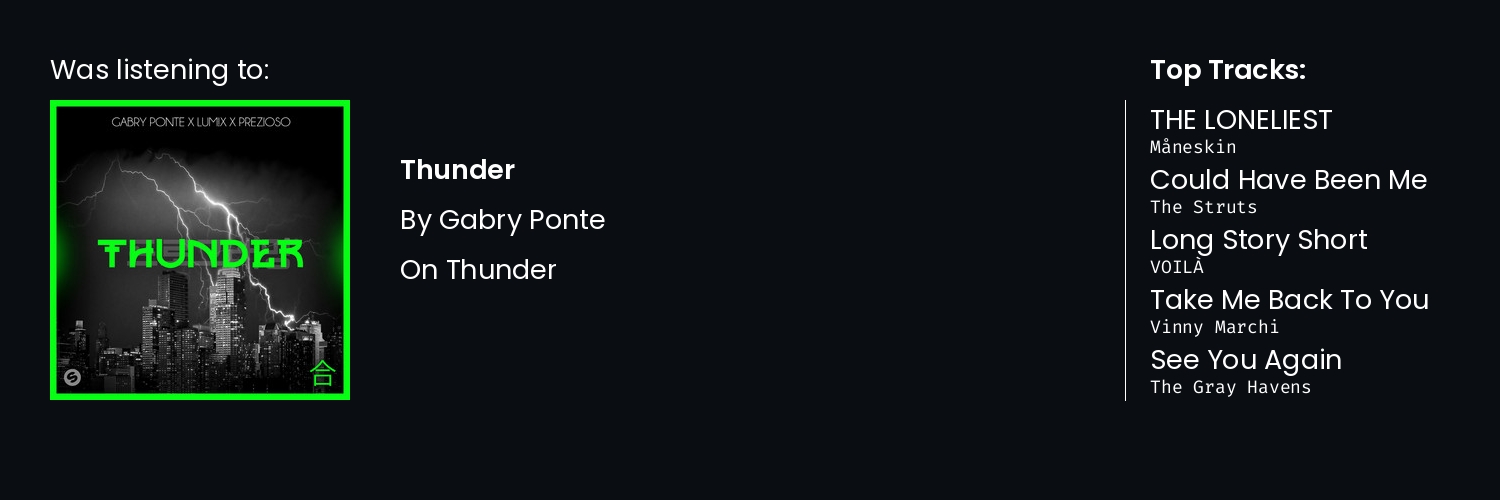 Was listening to:
GABRY PONTE X LUM!X X PREZIOSO
THUNDER
合
Thunder
By Gabry Ponte
On Thunder
Top Tracks:
THE LONELIEST
Måneskin
Could Have Been Me
The Struts
Long Story Short
VOILÀ
Take Me Back To You
Vinny Marchi
See You Again
The Gray Havens